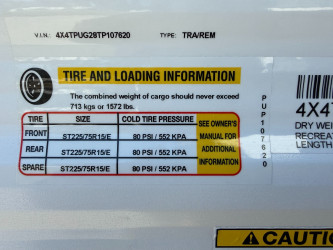 V.I.N.: 4X4TPUG28TP107620 TYPE: TRA/REM
TIRE AND LOADING INFORMATION
The combined weight of cargo should never exceed
713 kgs or 1572 lbs.
TIRE SIZE COLD TIRE PRESSURE SEE OWNER'S MANUAL FOR ADDITIONAL INFORMATION
FRONT ST225/75R15/E 80 PSI / 552 KPA
REAR ST225/75R15/E 80 PSI / 552 KPA
SPARE ST225/75R15/E 80 PSI / 552 KPA
PUP107620
4X4T
DRY WEI
RECREAT
LENGTH
CAUTIO